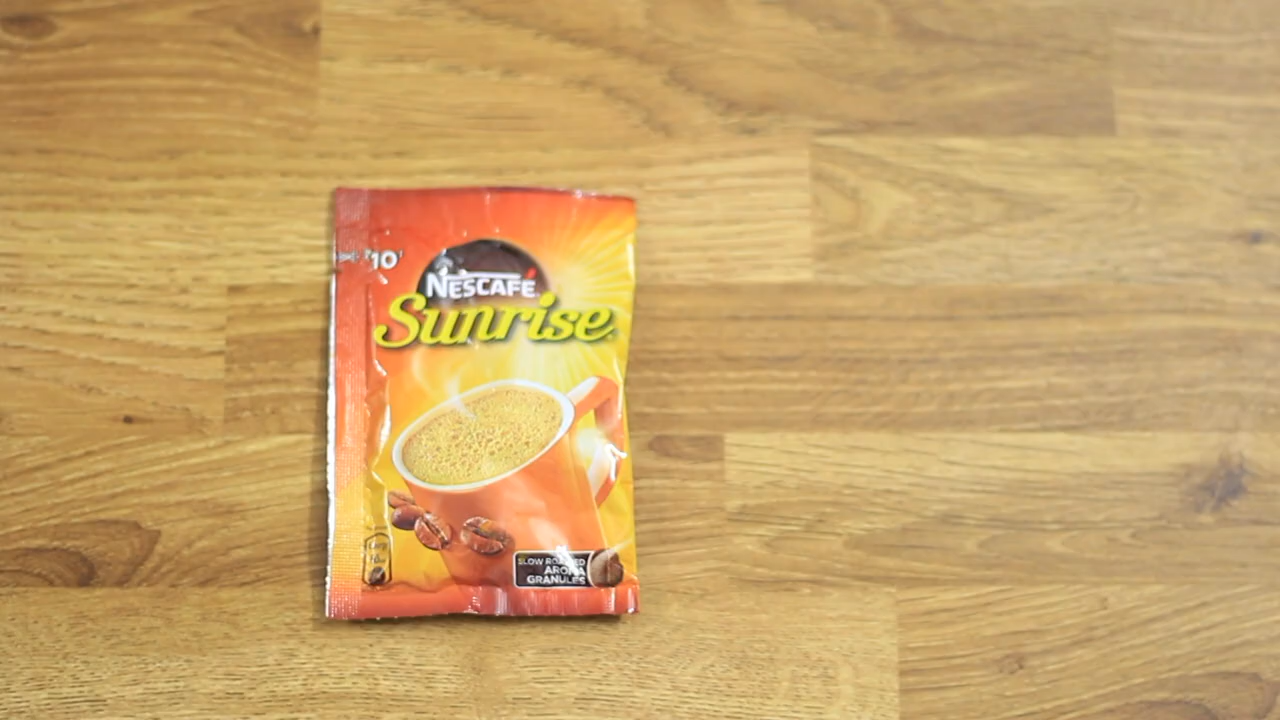 ₹10
NESCAFÉ
Sunrise
SLOW ROASTED
AROMA
GRANULES